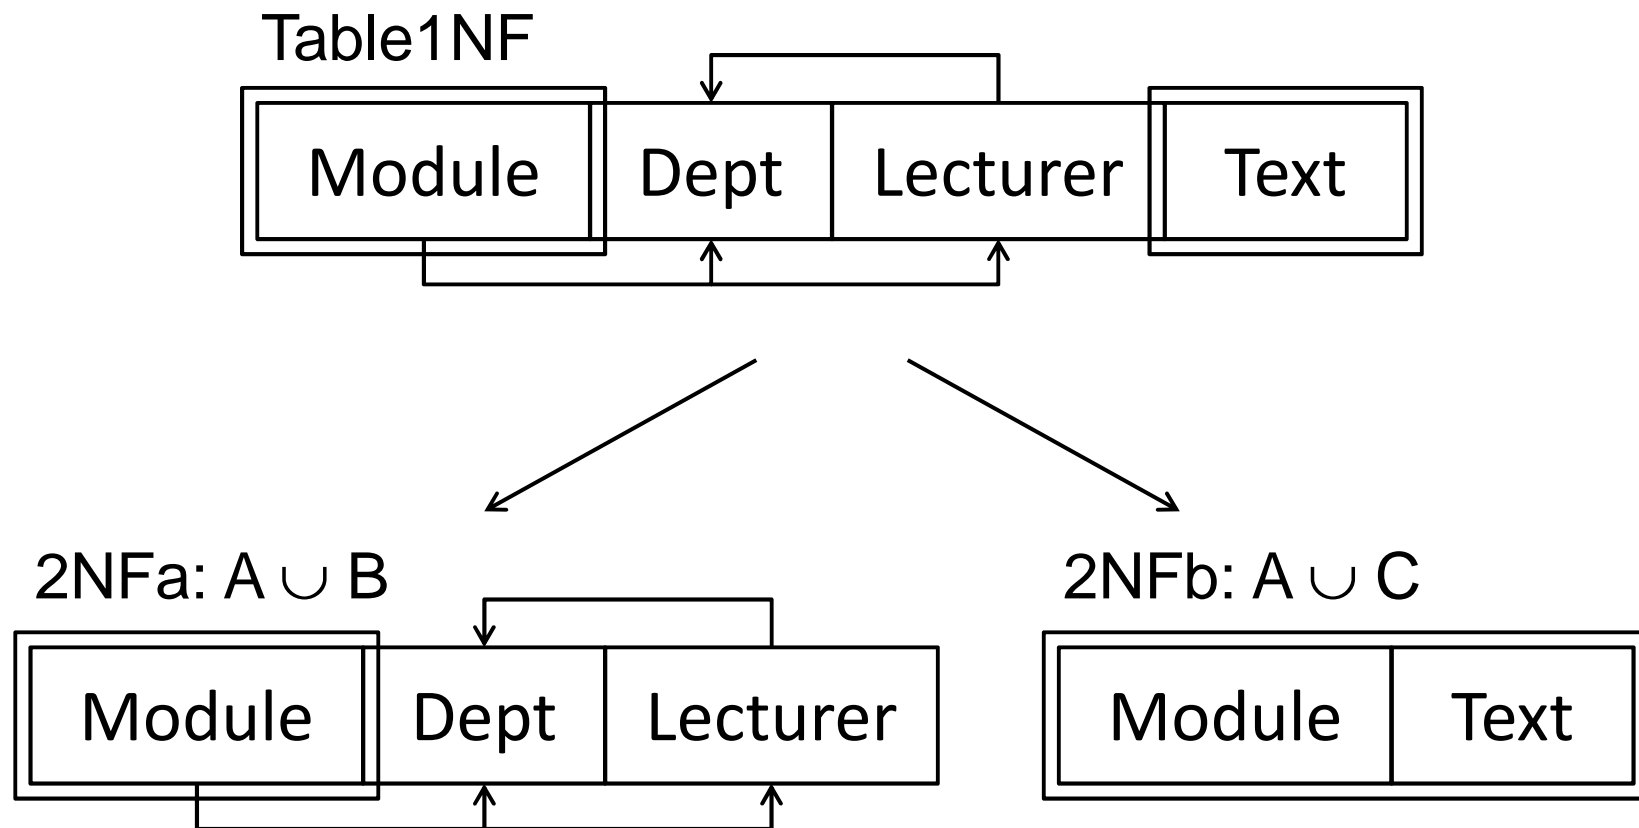 Table1NF
Module Dept Lecturer Text
2NFa: A ∪ B
2NFb: A ∪ C
Module Dept Lecturer
Module Text